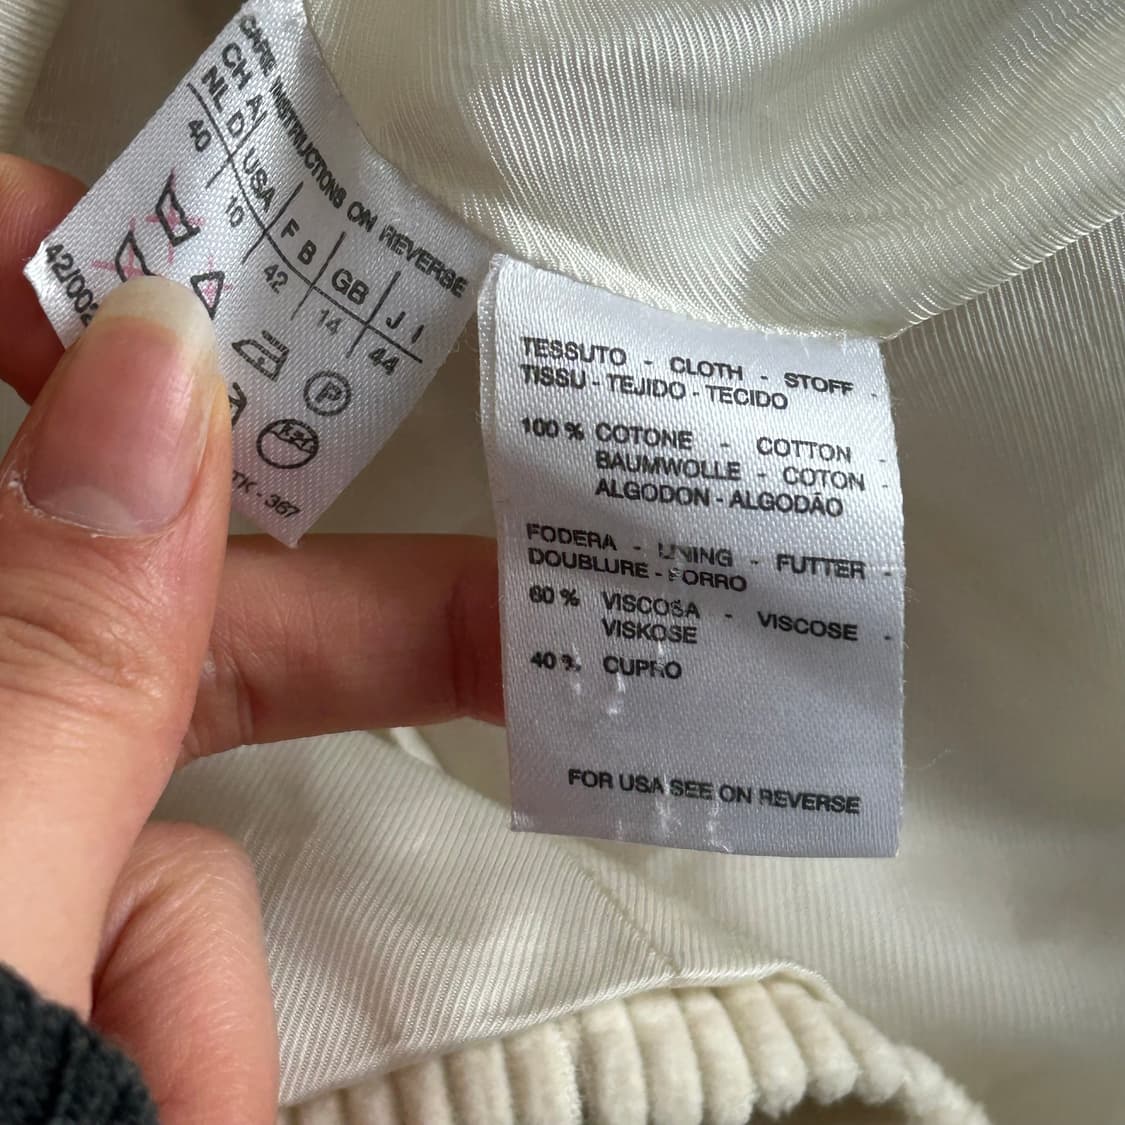 CARE INSTRUCTIONS ON REVERSE
CH A
NL D | USA | F B | GB | J I
40 | 10 | 42 | 14 | 44
P
42/002
TK - 367
TESSUTO - CLOTH - STOFF -
TISSU - TEJIDO - TECIDO
100 % COTONE - COTTON -
BAUMWOLLE - COTON -
ALGODON - ALGODÃO
FODERA - LINING - FUTTER -
DOUBLURE - FORRO
60 % VISCOSA - VISCOSE -
VISKOSE
40 % CUPRO
FOR USA SEE ON REVERSE